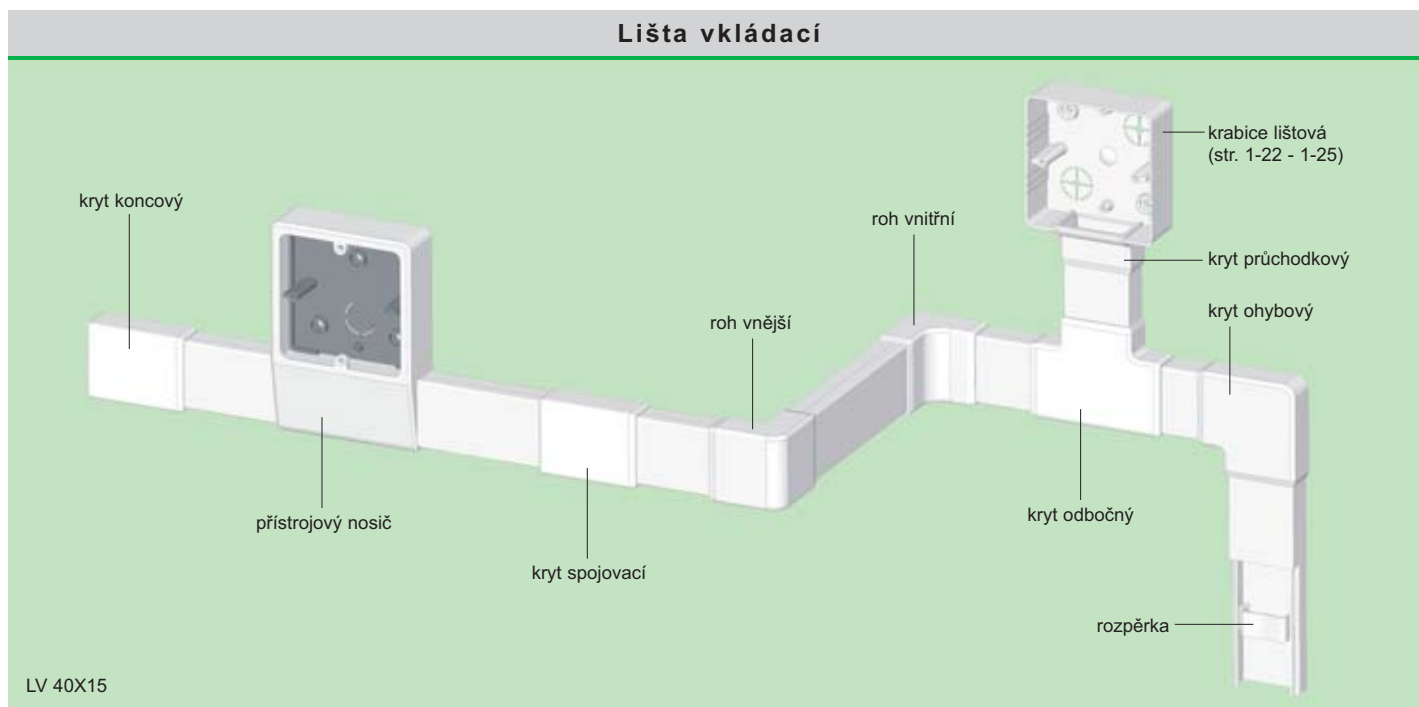 Lišta vkládací
krabice lištová
(str. 1-22 - 1-25)
kryt koncový
roh vnitřní
kryt průchodkový
kryt ohybový
roh vnější
přístrojový nosič
kryt odbočný
kryt spojovací
rozpěrka
LV 40X15